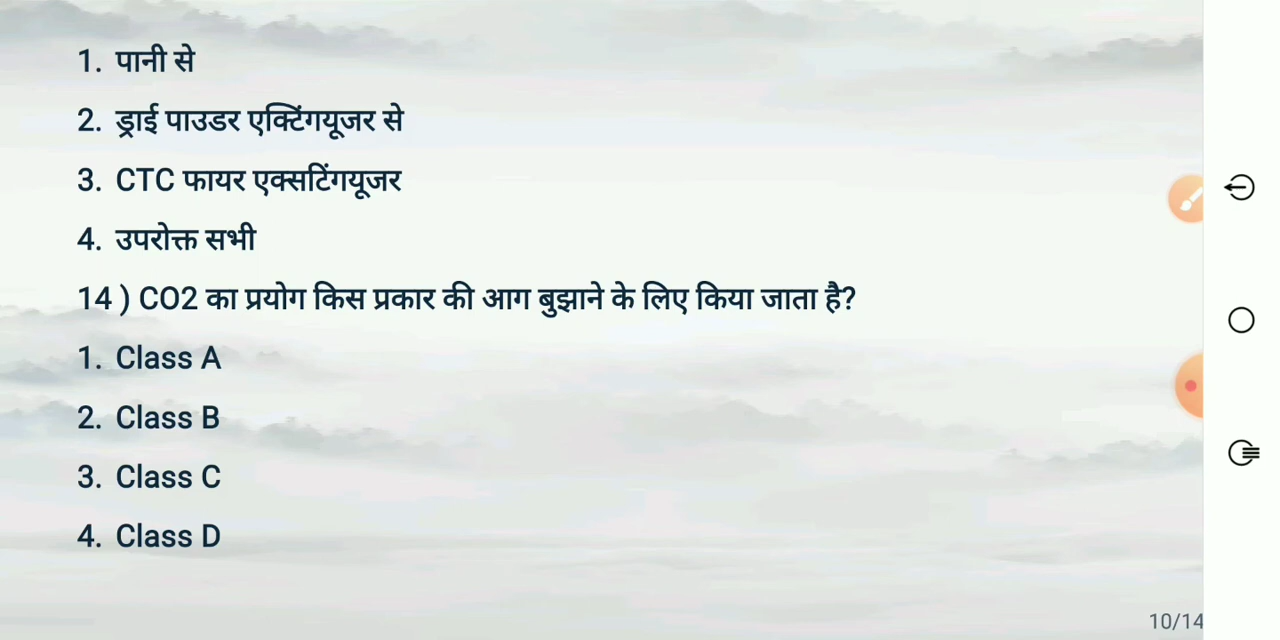 1. पानी से
2. ड्राई पाउडर एक्टिंगयूजर से
3. CTC फायर एक्सटिंगयूजर
4. उपरोक्त सभी
14 ) CO2 का प्रयोग किस प्रकार की आग बुझाने के लिए किया जाता है?
1. Class A
2. Class B
3. Class C
4. Class D
10/14